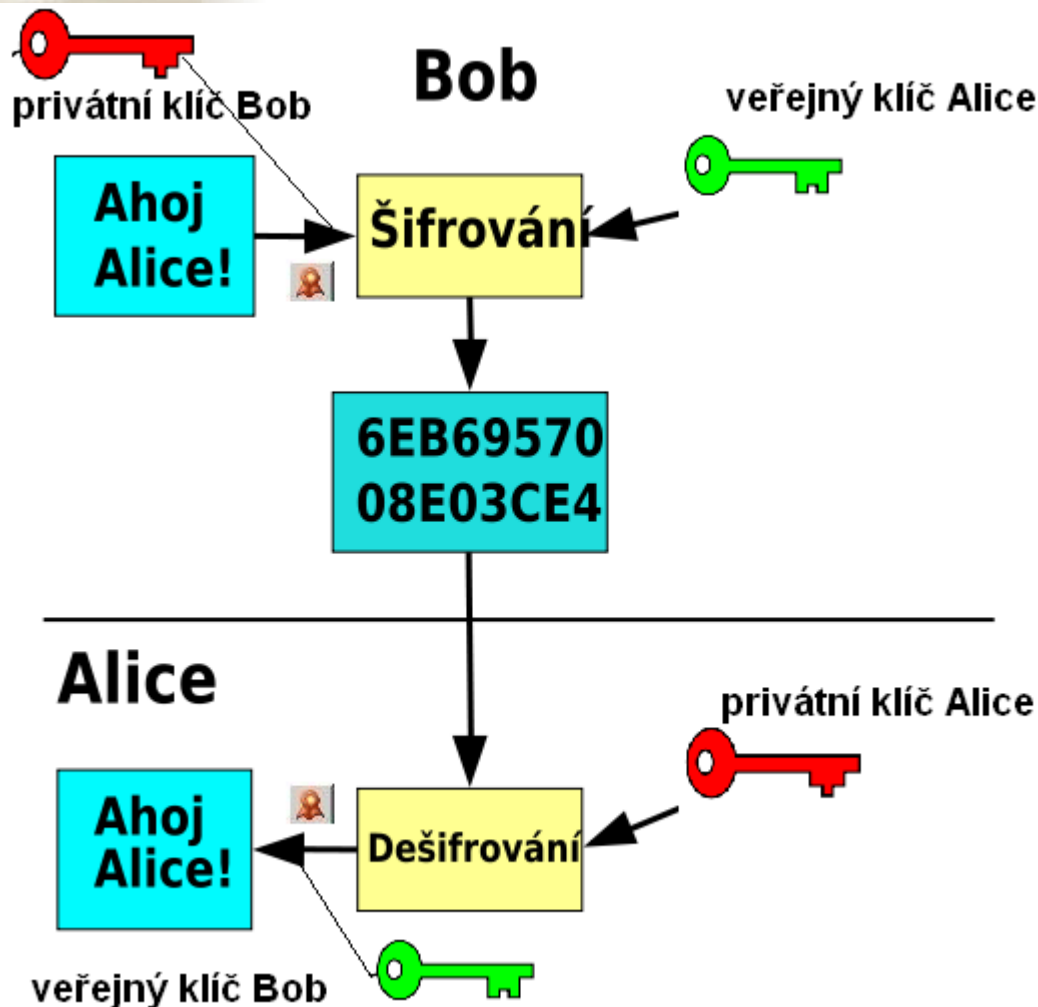 Bob
privátní klíč Bob
veřejný klíč Alice
Ahoj
Alice!
Šifrování
6EB69570
08E03CE4
Alice
privátní klíč Alice
Ahoj
Alice!
Dešifrování
veřejný klíč Bob